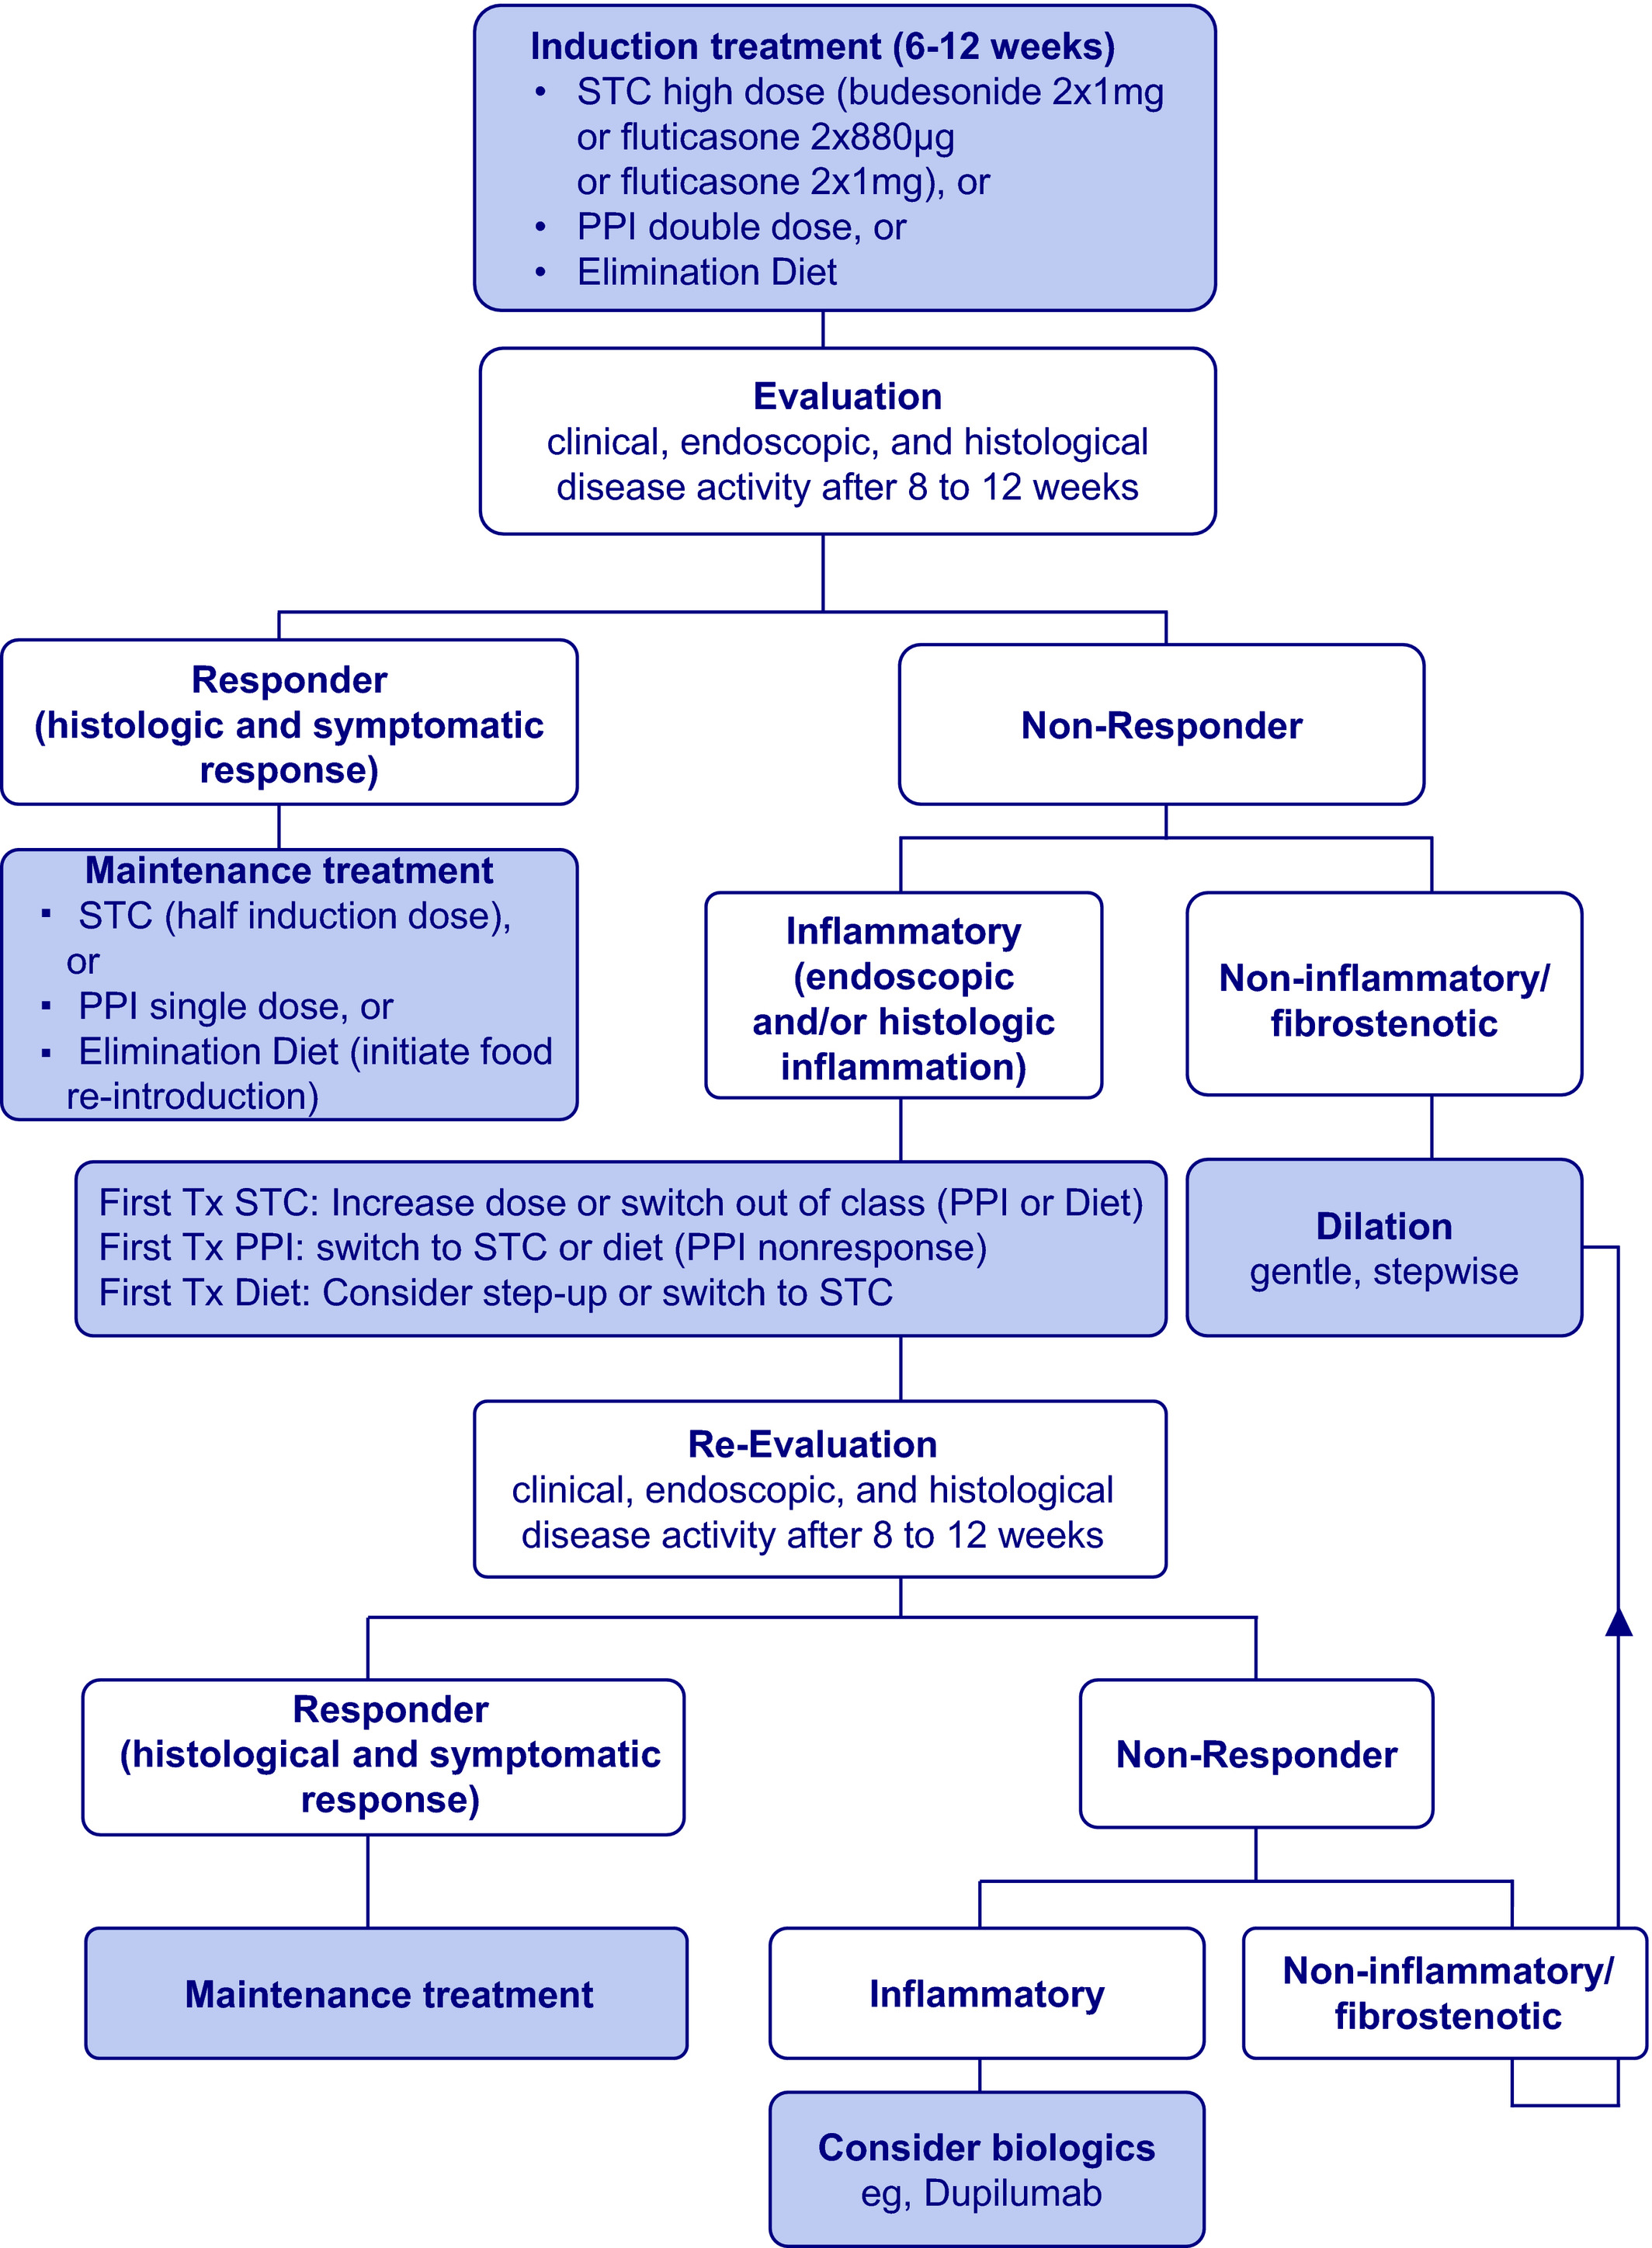 Induction treatment (6-12 weeks)
• STC high dose (budesonide 2x1mg
or fluticasone 2x880µg
or fluticasone 2x1mg), or
• PPI double dose, or
• Elimination Diet
Evaluation
clinical, endoscopic, and histological
disease activity after 8 to 12 weeks
Responder
(histologic and symptomatic
response)
Non-Responder
Maintenance treatment
▪ STC (half induction dose),
or
▪ PPI single dose, or
▪ Elimination Diet (initiate food
re-introduction)
Inflammatory
(endoscopic
and/or histologic
inflammation)
Non-inflammatory/
fibrostenotic
First Tx STC: Increase dose or switch out of class (PPI or Diet)
First Tx PPI: switch to STC or diet (PPI nonresponse)
First Tx Diet: Consider step-up or switch to STC
Dilation
gentle, stepwise
Re-Evaluation
clinical, endoscopic, and histological
disease activity after 8 to 12 weeks
Responder
(histological and symptomatic
response)
Non-Responder
Maintenance treatment
Inflammatory
Non-inflammatory/
fibrostenotic
Consider biologics
eg, Dupilumab